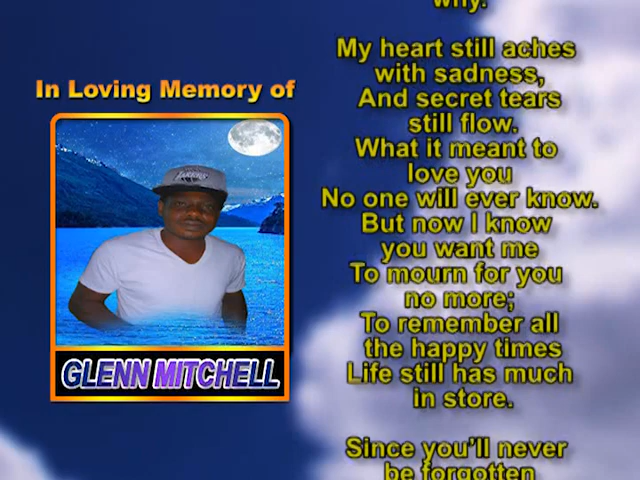 In Loving Memory of
GLENN MITCHELL
why.
My heart still aches
with sadness,
And secret tears
still flow.
What it meant to
love you
No one will ever know.
But now I know
you want me
To mourn for you
no more;
To remember all
the happy times
Life still has much
in store.
Since you'll never
be forgotten